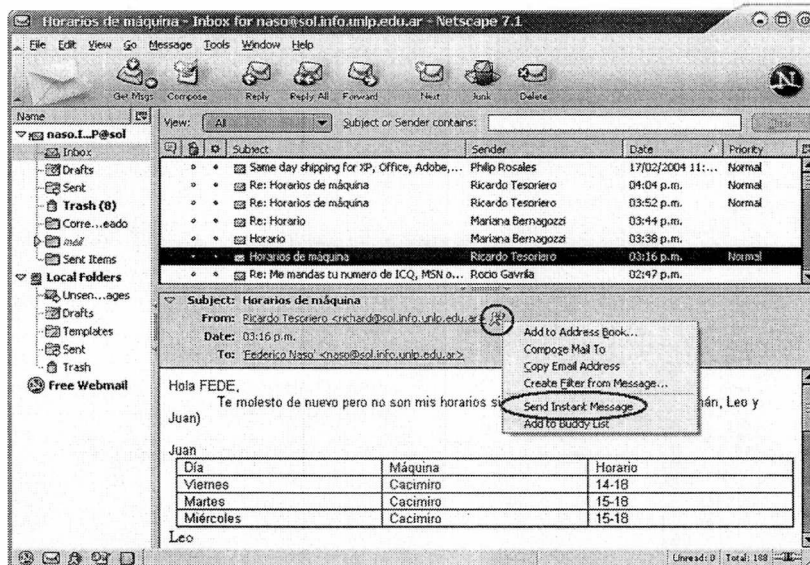 Horarios de máquina - Inbox for naso@sol.info.unlp.edu.ar - Netscape 7.1
File Edit View Go Message Tools Window Help
Get Msgs Compose Reply Reply All Forward Next Junk Delete
Name
View: All Subject or Sender contains:
naso.I...P@sol
Inbox
Drafts
Sent
Trash (8)
Corre...eado
mail
Sent Items
Local Folders
Unsen...ages
Drafts
Templates
Sent
Trash
Free Webmail
Subject Sender Date Priority
Same day shipping for XP, Office, Adobe,... Philip Rosales 17/02/2004 11:... Normal
Re: Horarios de máquina Ricardo Tesoriero 04:04 p.m. Normal
Re: Horarios de máquina Ricardo Tesoriero 03:52 p.m. Normal
Re: Horario Mariana Bernagozzi 03:44 p.m.
Horario Mariana Bernagozzi 03:38 p.m.
Horarios de máquina Ricardo Tesoriero 03:16 p.m. Normal
Re: Me mandas tu numero de ICQ, MSN o... Rocio Gavrila 02:47 p.m.
Subject: Horarios de máquina
From: Ricardo Tesoriero <richard@sol.info.unlp.edu.ar>
Date: 03:16 p.m.
To: 'Federico Naso' <naso@sol.info.unlp.edu.ar>
Add to Address Book...
Compose Mail To
Copy Email Address
Create Filter from Message...
Send Instant Message
Add to Buddy List
Hola FEDE,
Te molesto de nuevo pero no son mis horarios si mán, Leo y
Juan)
Juan
Día Máquina Horario
Viernes Cacimiro 14-18
Martes Cacimiro 15-18
Miércoles Cacimiro 15-18
Leo
Unread: 0 Total: 188